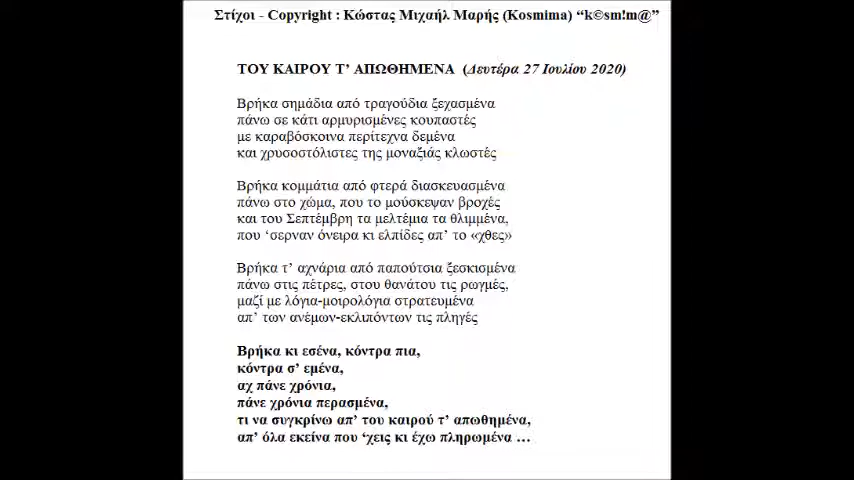 Στίχοι - Copyright : Κώστας Μιχαήλ Μαρής (Kosmima) “k©sm!m@”
ΤΟΥ ΚΑΙΡΟΥ Τ’ ΑΠΩΘΗΜΕΝΑ (Δευτέρα 27 Ιουλίου 2020)
Βρήκα σημάδια από τραγούδια ξεχασμένα
πάνω σε κάτι αρμυρισμένες κουπαστές
με καραβόσκοινα περίτεχνα δεμένα
και χρυσοστόλιστες της μοναξιάς κλωστές
Βρήκα κομμάτια από φτερά διασκευασμένα
πάνω στο χώμα, που το μούσκεψαν βροχές
και του Σεπτέμβρη τα μελτέμια τα θλιμμένα,
που ‘σερναν όνειρα κι ελπίδες απ’ το «χθες»
Βρήκα τ’ αχνάρια από παπούτσια ξεσκισμένα
πάνω στις πέτρες, στου θανάτου τις ρωγμές,
μαζί με λόγια-μοιρολόγια στρατευμένα
απ’ των ανέμων-εκλιπόντων τις πληγές
Βρήκα κι εσένα, κόντρα πια,
κόντρα σ’ εμένα,
αχ πάνε χρόνια,
πάνε χρόνια περασμένα,
τι να συγκρίνω απ’ του καιρού τ’ απωθημένα,
απ’ όλα εκείνα που ‘χεις κι έχω πληρωμένα …